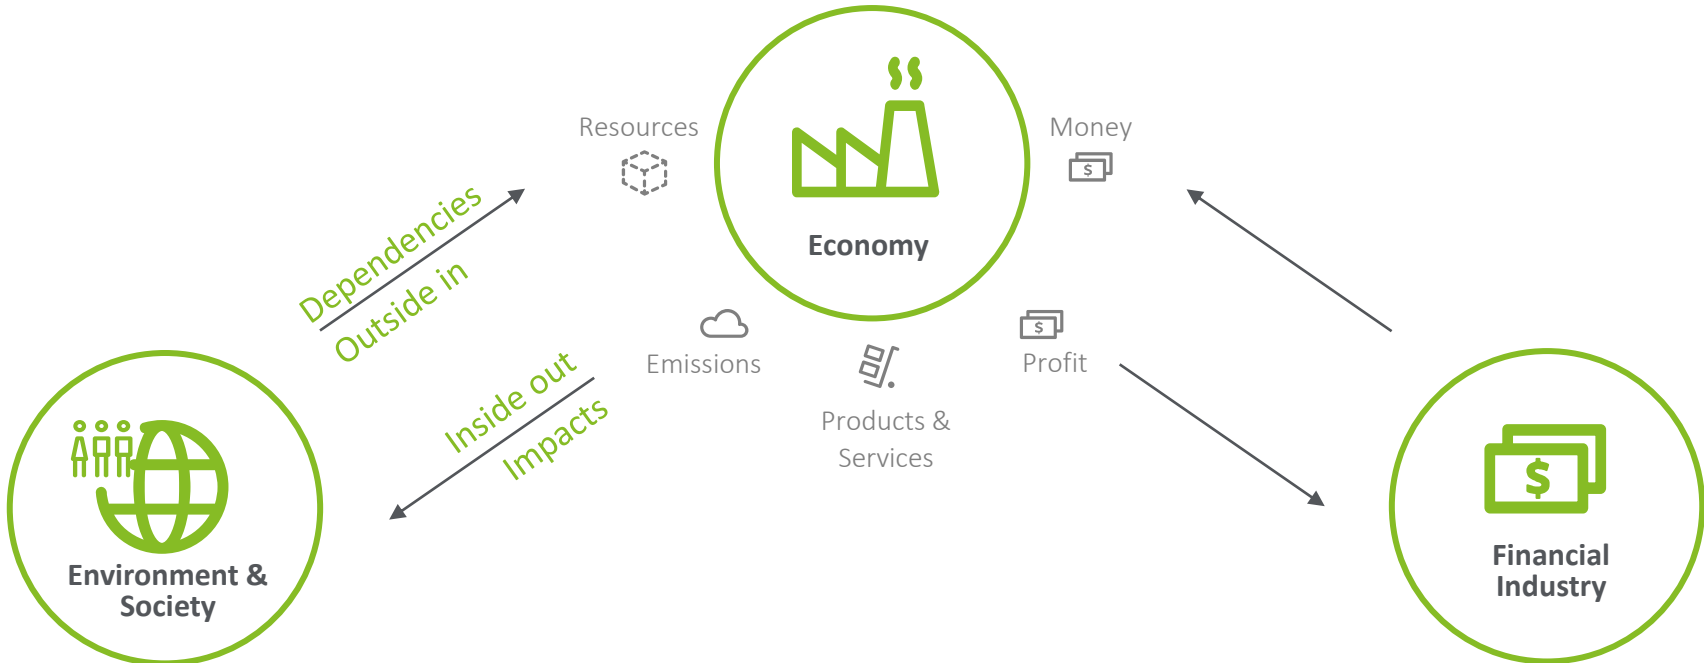 Resources
Money
Economy
Dependencies
Outside in
Inside out
Impacts
Emissions
Products &
Services
Profit
$
$
$
Environment &
Society
Financial
Industry